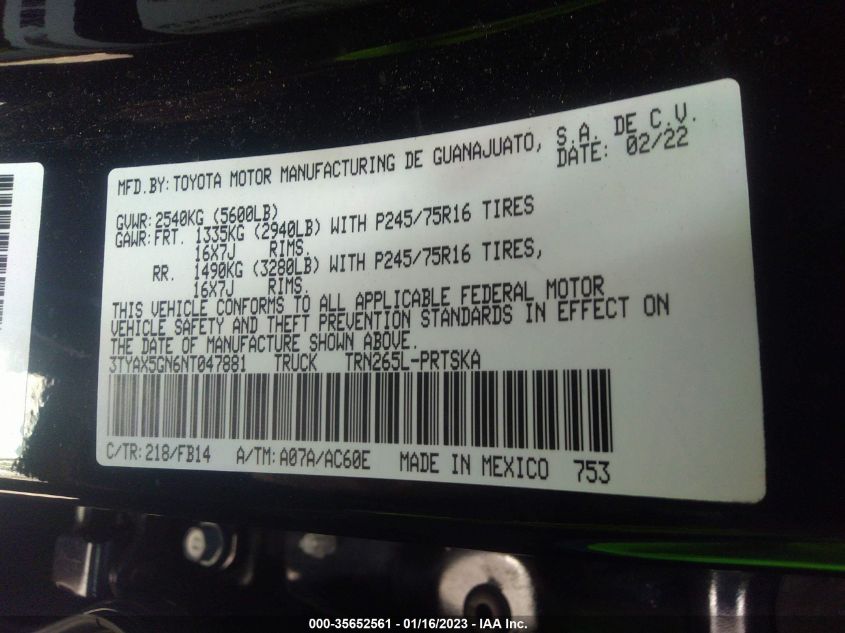 MFD.BY: TOYOTA MOTOR MANUFACTURING DE GUANAJUATO, S.A. DE C.V.
DATE: 02/22
GVWR: 2540KG (5600LB)
GAWR: FRT. 1335KG (2940LB) WITH P245/75R16 TIRES
16X7J RIMS.
RR. 1490KG (3280LB) WITH P245/75R16 TIRES,
16X7J RIMS.
THIS VEHICLE CONFORMS TO ALL APPLICABLE FEDERAL MOTOR
VEHICLE SAFETY AND THEFT PREVENTION STANDARDS IN EFFECT ON
THE DATE OF MANUFACTURE SHOWN ABOVE.
3TYAX5GN6NT047881 TRUCK TRN265L-PRTSKA
C/TR: 218/FB14 A/TM: A07A/AC60E MADE IN MEXICO 753
000-35652561 - 01/16/2023 - IAA Inc.